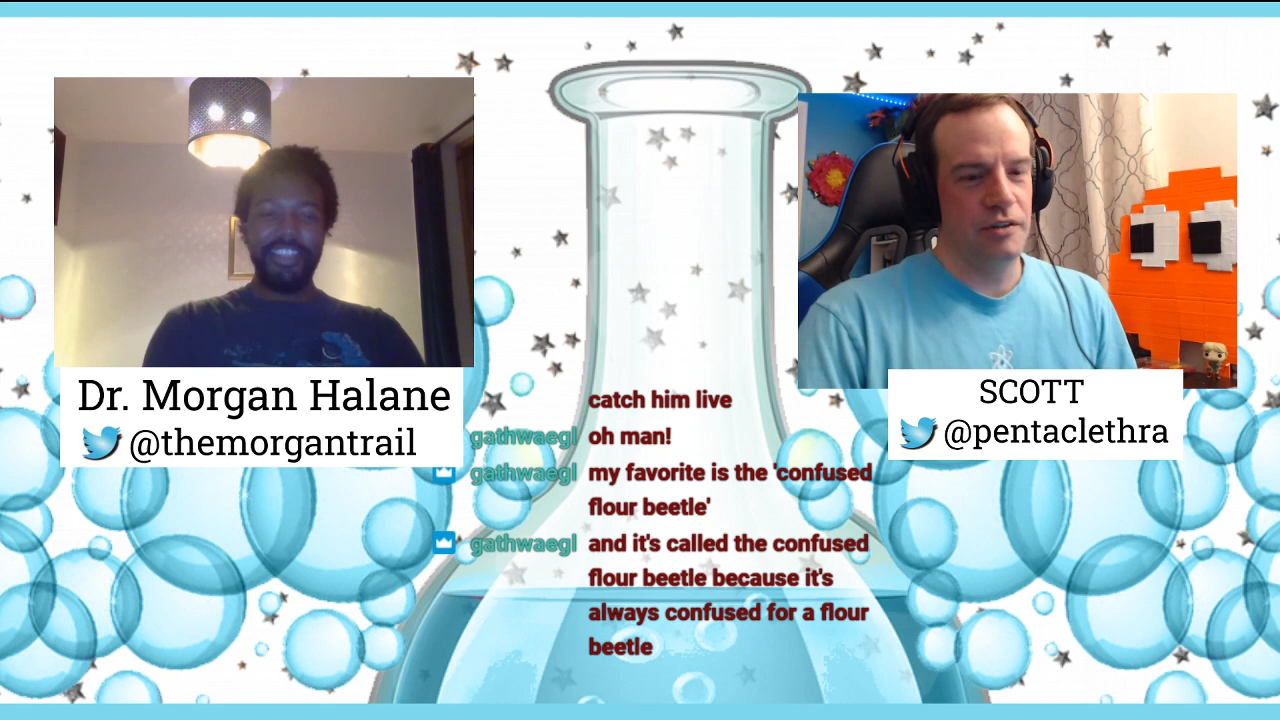 Dr. Morgan Halane
@themorgantrail
SCOTT
@pentaclethra
catch him live
gathwaegl oh man!
gathwaegl my favorite is the 'confused
flour beetle'
gathwaegl and it's called the confused
flour beetle because it's
always confused for a flour
beetle